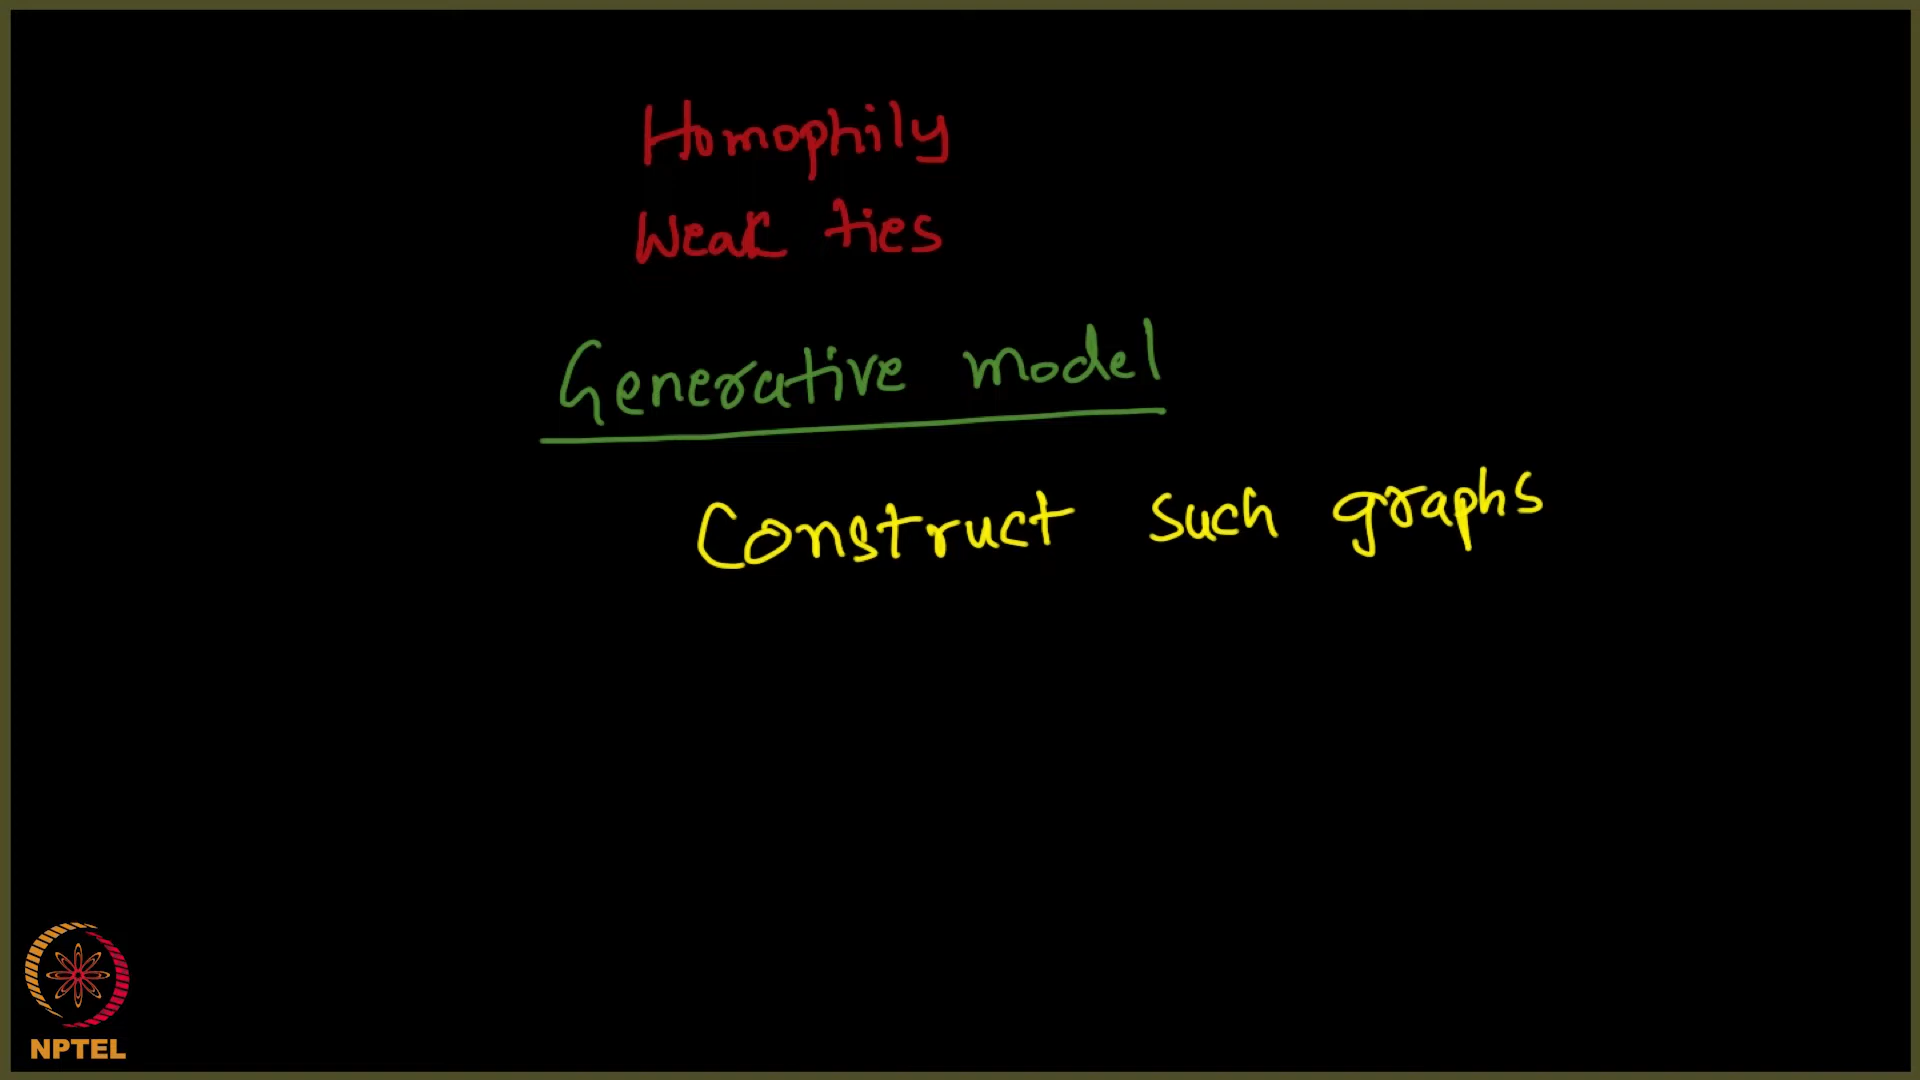 Homophily
Weak ties
Generative model
Construct such graphs
NPTEL